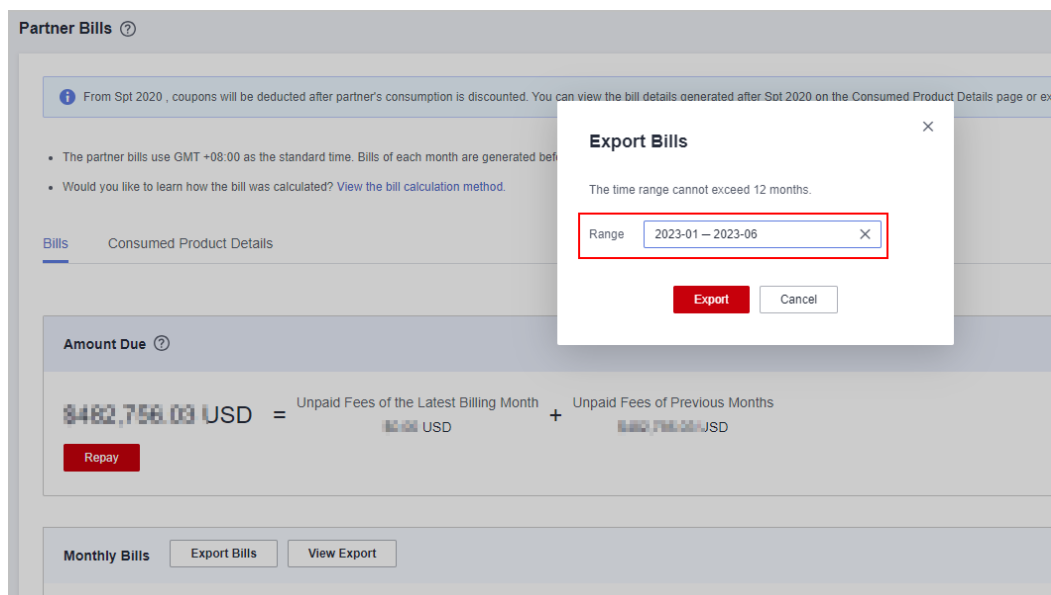 Partner Bills ?
From Spt 2020 , coupons will be deducted after partner's consumption is discounted. You can view the bill details generated after Spt 2020 on the Consumed Product Details page or ex
• The partner bills use GMT +08:00 as the standard time. Bills of each month are generated bef
• Would you like to learn how the bill was calculated? View the bill calculation method.
Bills Consumed Product Details
Export Bills
The time range cannot exceed 12 months.
Range 2023-01 — 2023-06
Export Cancel
Amount Due ?
USD = Unpaid Fees of the Latest Billing Month + Unpaid Fees of Previous Months
USD USD
Repay
Monthly Bills Export Bills View Export